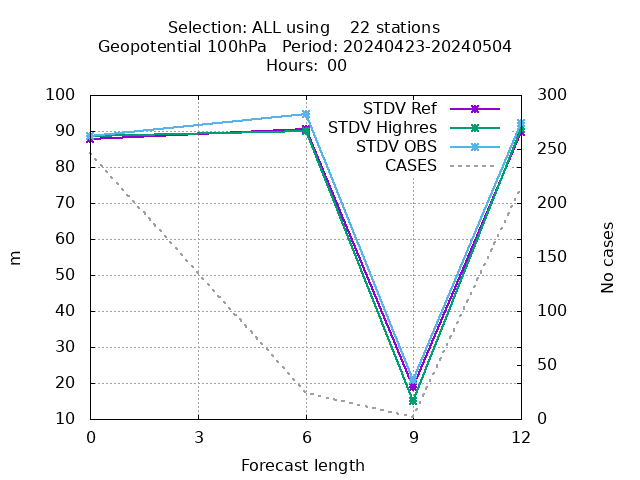 Selection: ALL using    22 stations
Geopotential 100hPa   Period: 20240423-20240504
Hours:  00
100
90
80
70
60
50
40
30
20
10
m
STDV Ref
STDV Highres
STDV OBS
CASES
300
250
200
150
100
50
0
No cases
0
3
6
9
12
Forecast length